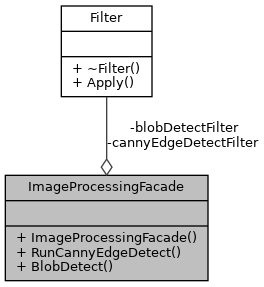 Filter
+ ~Filter()
+ Apply()
-blobDetectFilter
-cannyEdgeDetectFilter
ImageProcessingFacade
+ ImageProcessingFacade()
+ RunCannyEdgeDetect()
+ BlobDetect()